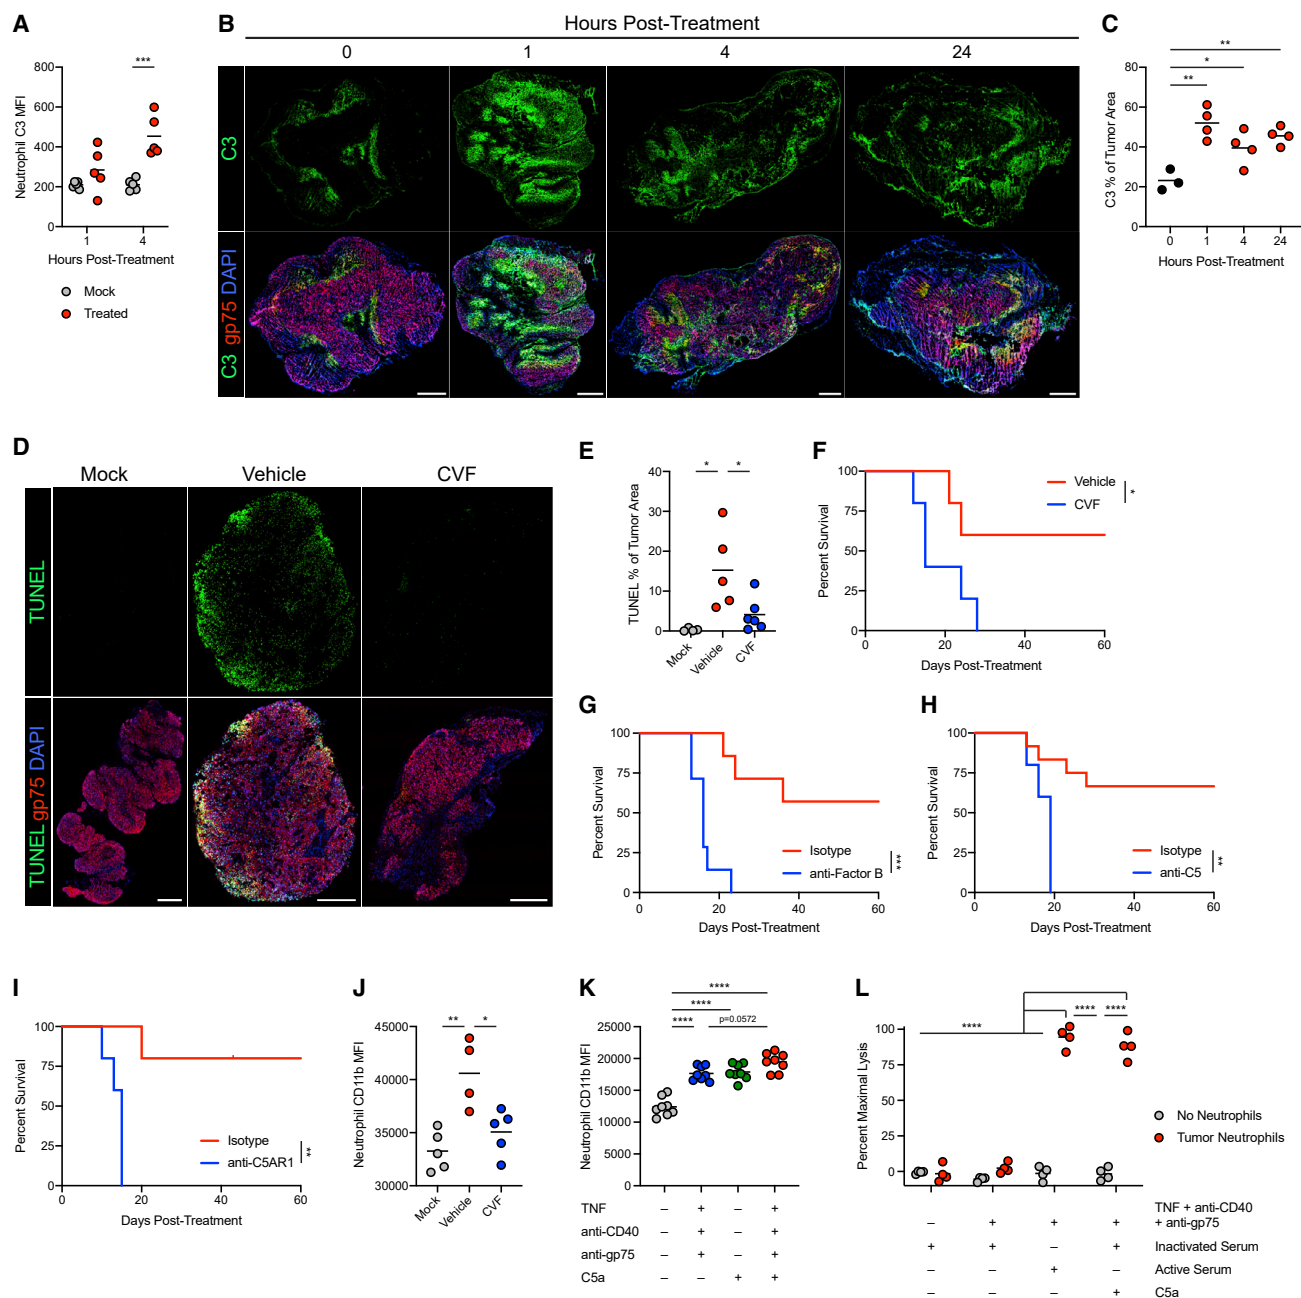 A
Neutrophil C3 MFI
800
600
400
200
0
***
1
4
Hours Post-Treatment
Mock
Treated
B
Hours Post-Treatment
0
1
4
24
C3
C3 gp75 DAPI
C
C3 % of Tumor Area
80
60
40
20
0
**
*
**
0
1
4
24
Hours Post-Treatment
D
Mock
Vehicle
CVF
TUNEL
TUNEL gp75 DAPI
E
TUNEL % of Tumor Area
40
30
20
10
0
*
*
Mock
Vehicle
CVF
F
Percent Survival
100
75
50
25
0
0
20
40
60
Days Post-Treatment
Vehicle
CVF
*
G
Percent Survival
100
75
50
25
0
0
20
40
60
Days Post-Treatment
Isotype
anti-Factor B
***
H
Percent Survival
100
75
50
25
0
0
20
40
60
Days Post-Treatment
Isotype
anti-C5
**
I
Percent Survival
100
75
50
25
0
0
20
40
60
Days Post-Treatment
Isotype
anti-C5AR1
**
J
Neutrophil CD11b MFI
45000
40000
35000
30000
**
*
Mock
Vehicle
CVF
K
Neutrophil CD11b MFI
25000
20000
15000
10000
5000
0
****
****
****
p=0.0572
TNF – + – +
anti-CD40 – + – +
anti-gp75 – + – +
C5a – – + +
L
Percent Maximal Lysis
100
75
50
25
0
****
****
****
No Neutrophils
Tumor Neutrophils
TNF + anti-CD40
– + + + + anti-gp75
+ + – + Inactivated Serum
– – + – Active Serum
– – – + C5a